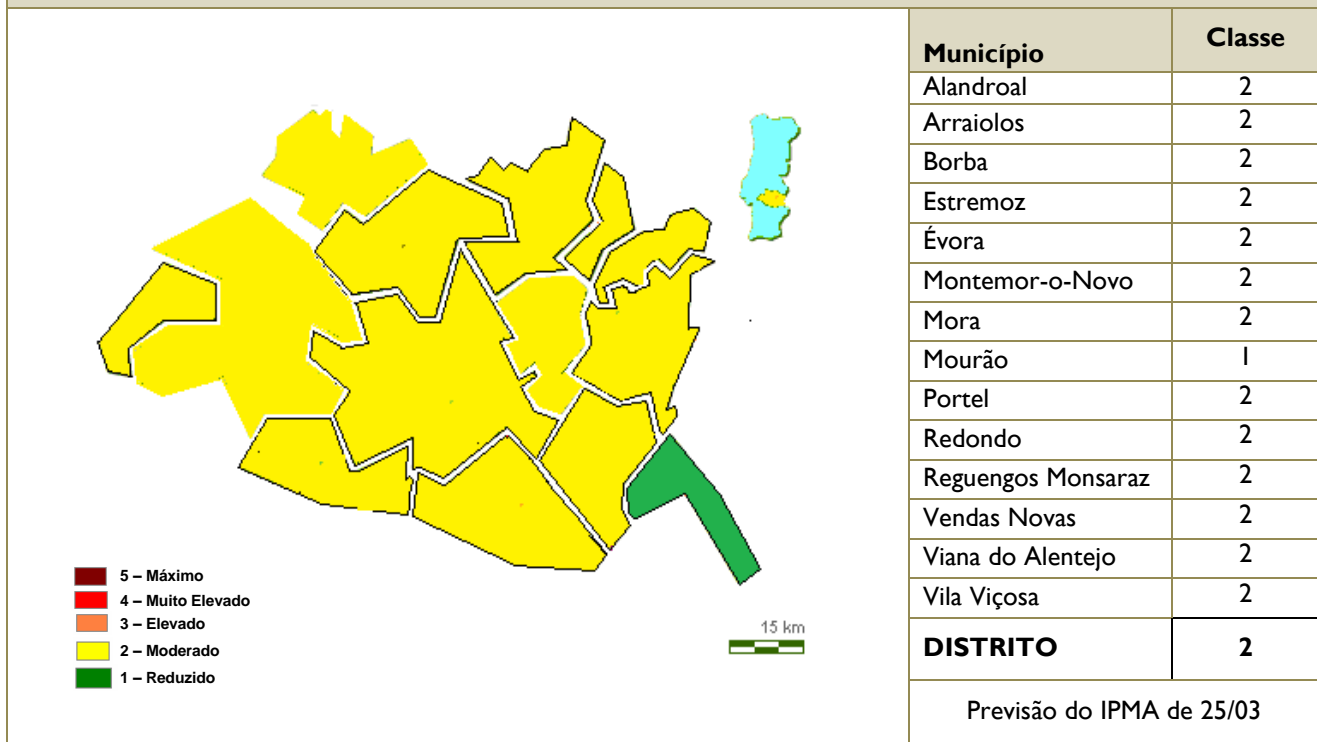 5 – Máximo
4 – Muito Elevado
3 – Elevado
2 – Moderado
1 – Reduzido
15 km
Município Classe
Alandroal 2
Arraiolos 2
Borba 2
Estremoz 2
Évora 2
Montemor-o-Novo 2
Mora 2
Mourão 1
Portel 2
Redondo 2
Reguengos Monsaraz 2
Vendas Novas 2
Viana do Alentejo 2
Vila Viçosa 2
DISTRITO 2
Previsão do IPMA de 25/03